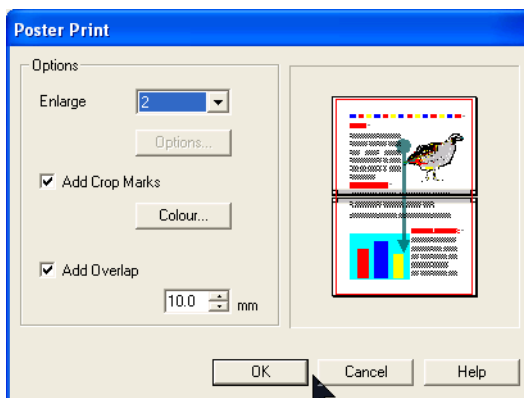 Poster Print
Options
Enlarge 2
Options...
Add Crop Marks
Colour...
Add Overlap
10.0 mm
OK Cancel Help